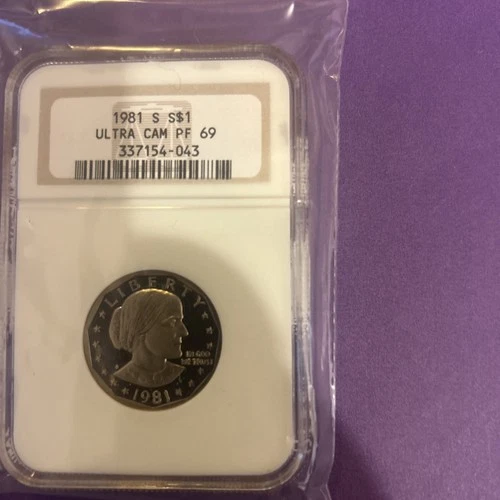 1981 S S$1
ULTRA CAM PF 69
337154-043
LIBERTY
IN GOD
WE TRUST
1981